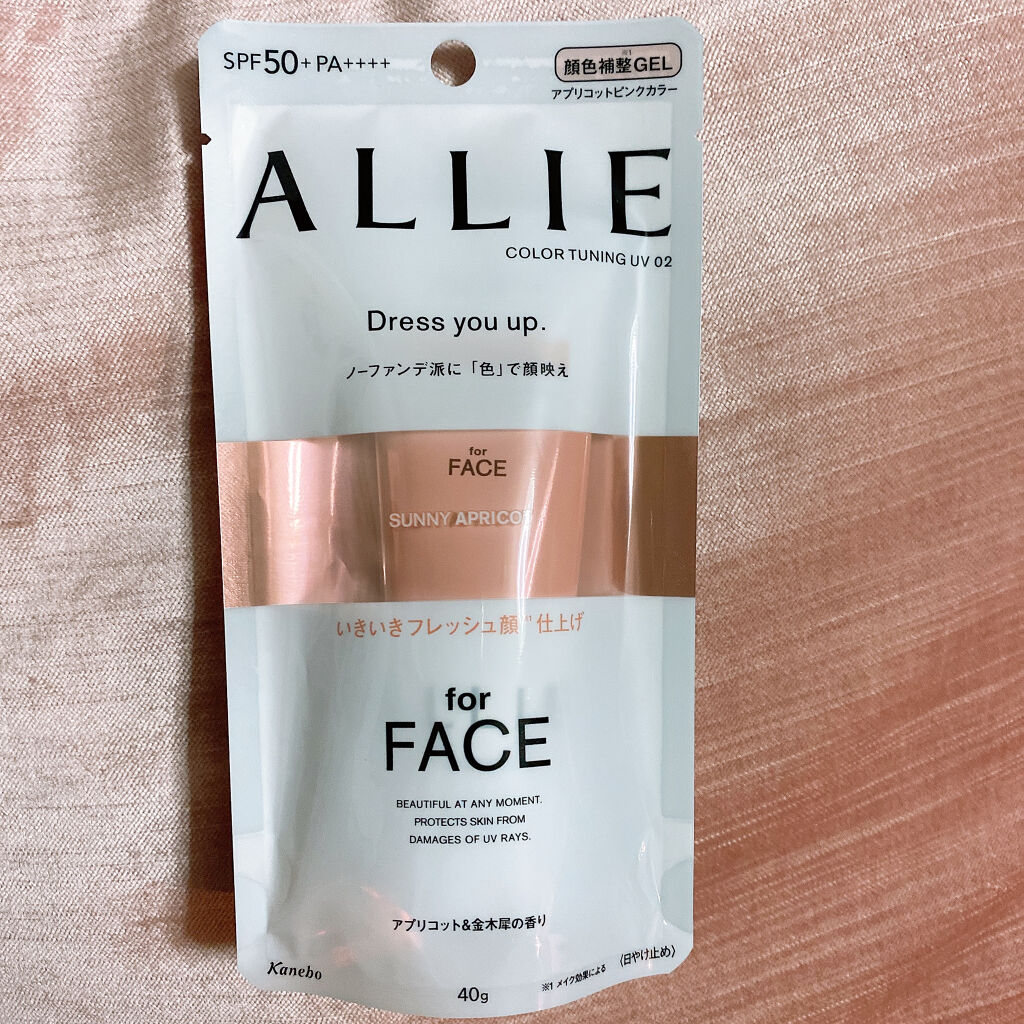 SPF50+ PA++++
※1
顔色補整GEL
アプリコットピンクカラー
ALLIE
COLOR TUNING UV 02
Dress you up.
ノーファンデ派に「色」で顔映え
for
FACE
SUNNY APRICOT
いきいきフレッシュ顔※1仕上げ
for
FACE
BEAUTIFUL AT ANY MOMENT.
PROTECTS SKIN FROM
DAMAGES OF UV RAYS.
アプリコット&金木犀の香り
Kanebo
40g
※1 メイク効果による
〈日やけ止め〉